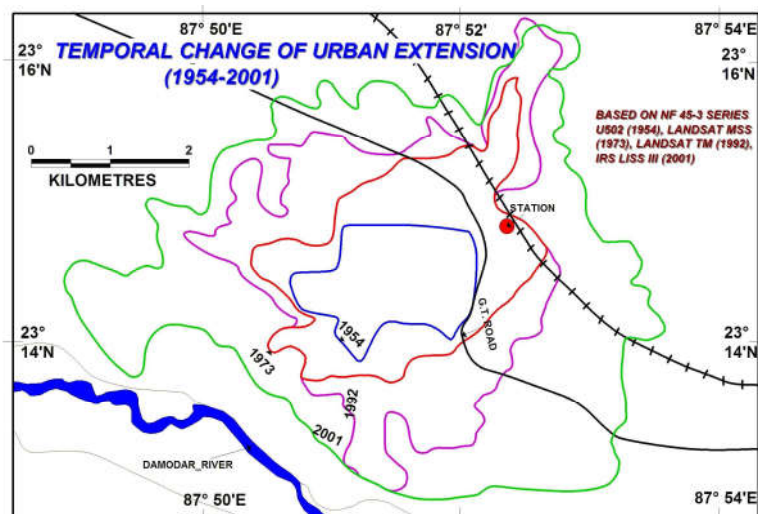 87° 50'E
87° 52'
87° 54'E
23°
16'N
23°
16'N
TEMPORAL CHANGE OF URBAN EXTENSION
(1954-2001)
BASED ON NF 45-3 SERIES
U502 (1954), LANDSAT MSS
(1973), LANDSAT TM (1992),
IRS LISS III (2001)
0 1 2
KILOMETRES
STATION
G.T. ROAD
1954
1973
1992
2001
23°
14'N
23°
14'N
DAMODAR_RIVER
87° 50'E
87° 54'E